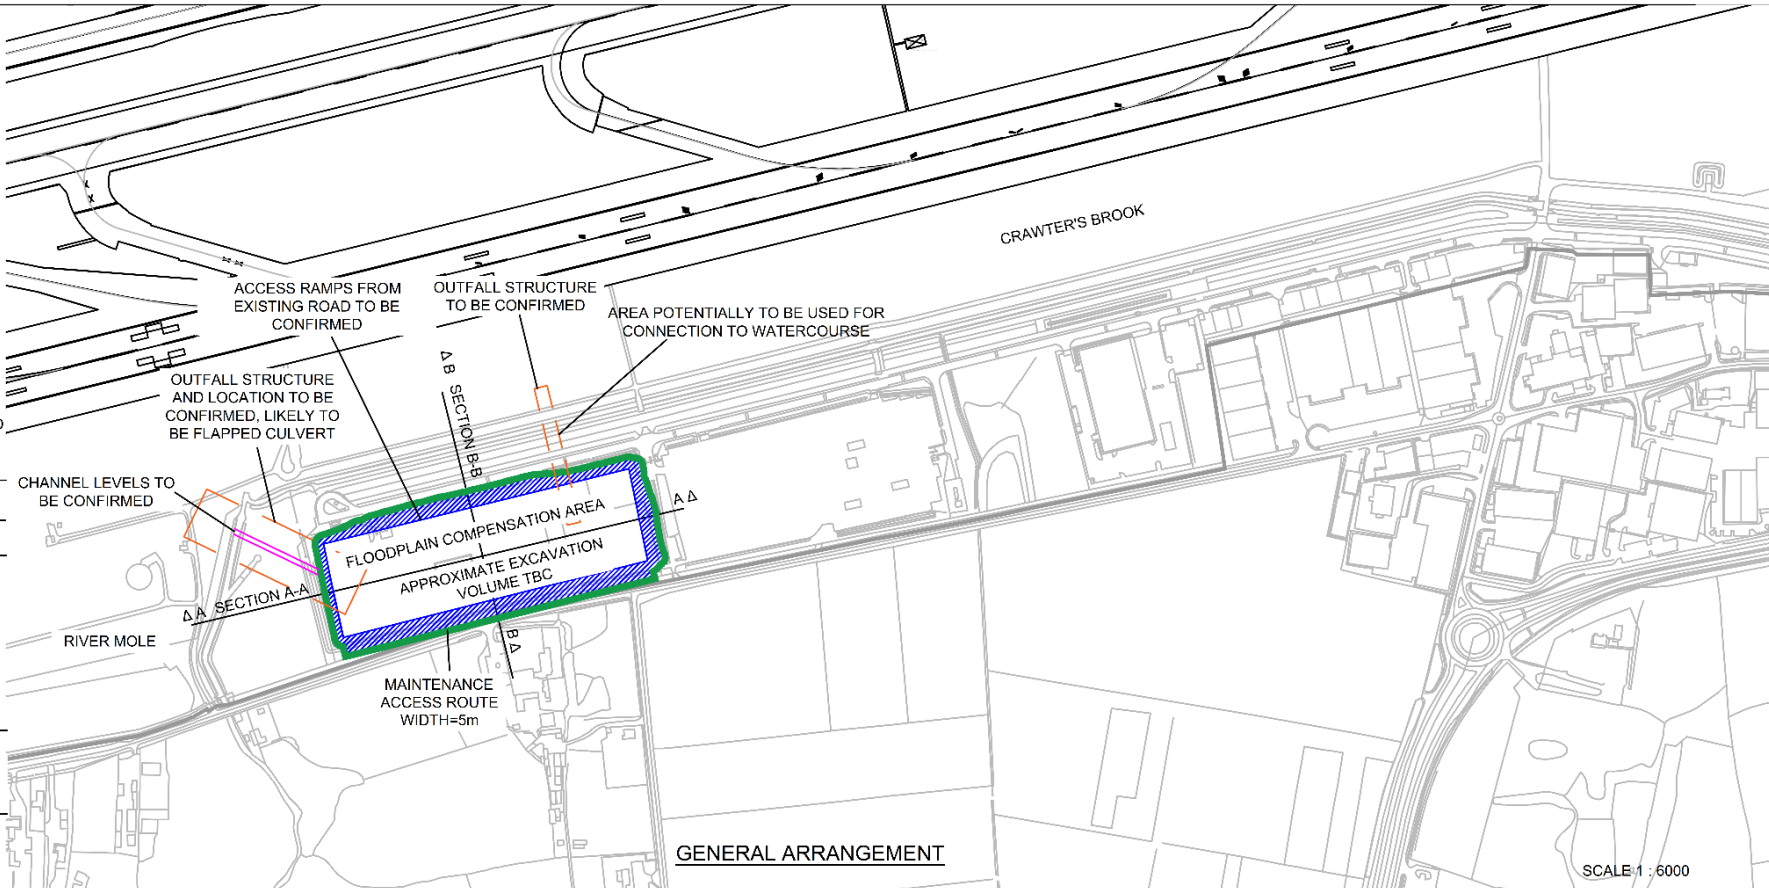 CRAWTER'S BROOK
ACCESS RAMPS FROM
EXISTING ROAD TO BE
CONFIRMED
OUTFALL STRUCTURE
TO BE CONFIRMED
AREA POTENTIALLY TO BE USED FOR
CONNECTION TO WATERCOURSE
OUTFALL STRUCTURE
AND LOCATION TO BE
CONFIRMED, LIKELY TO
BE FLAPPED CULVERT
Δ B SECTION B-B
CHANNEL LEVELS TO
BE CONFIRMED
A Δ
FLOODPLAIN COMPENSATION AREA
APPROXIMATE EXCAVATION
VOLUME TBC
Δ A SECTION A-A
RIVER MOLE
B Δ
MAINTENANCE
ACCESS ROUTE
WIDTH=5m
GENERAL ARRANGEMENT
SCALE 1 : 6000